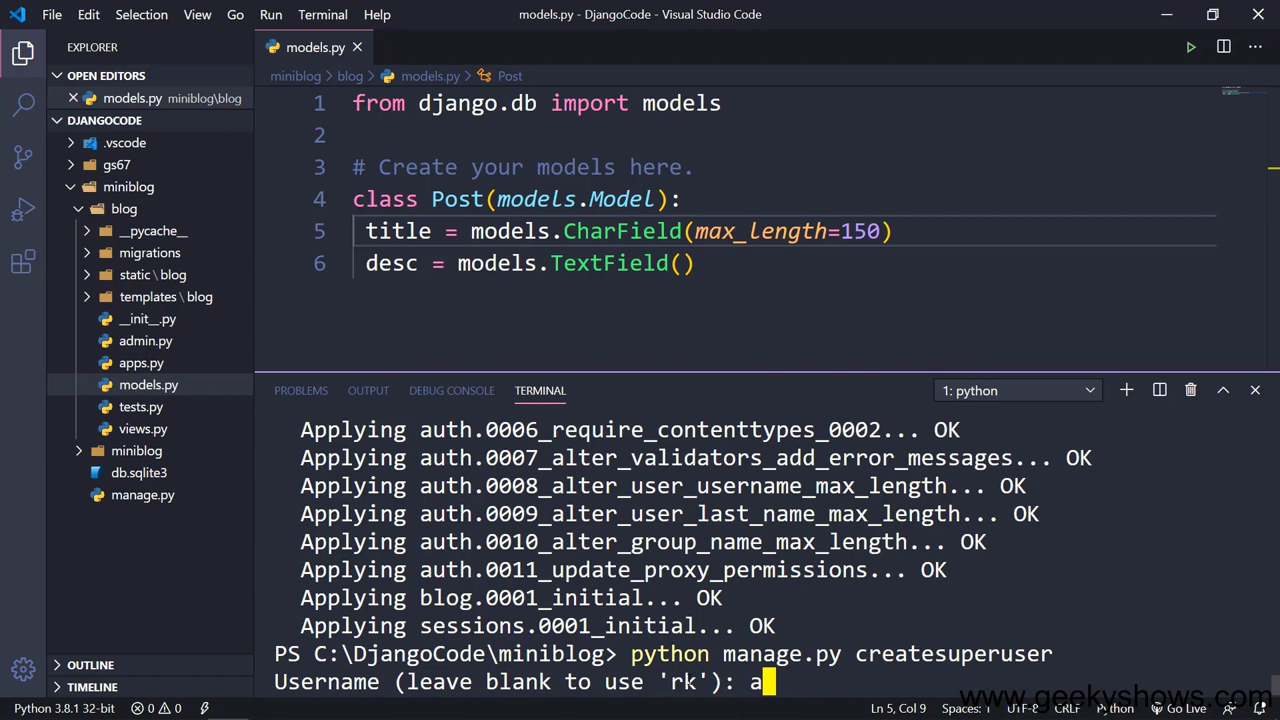 File Edit Selection View Go Run Terminal Help
models.py - DjangoCode - Visual Studio Code
EXPLORER
OPEN EDITORS
models.py miniblog\blog
DJANGOCODE
.vscode
gs67
miniblog
blog
__pycache__
migrations
static \ blog
templates \ blog
__init__.py
admin.py
apps.py
models.py
tests.py
views.py
miniblog
db.sqlite3
manage.py
OUTLINE
TIMELINE
models.py
miniblog > blog > models.py > Post
1 from django.db import models
2
3 # Create your models here.
4 class Post(models.Model):
5 title = models.CharField(max_length=150)
6 desc = models.TextField()
PROBLEMS OUTPUT DEBUG CONSOLE TERMINAL 1: python
Applying auth.0006_require_contenttypes_0002... OK
Applying auth.0007_alter_validators_add_error_messages... OK
Applying auth.0008_alter_user_username_max_length... OK
Applying auth.0009_alter_user_last_name_max_length... OK
Applying auth.0010_alter_group_name_max_length... OK
Applying auth.0011_update_proxy_permissions... OK
Applying blog.0001_initial... OK
Applying sessions.0001_initial... OK
PS C:\DjangoCode\miniblog> python manage.py createsuperuser
Username (leave blank to use 'rk'): a
www.geekyshows.com
Python 3.8.1 32-bit 0 0 Ln 5, Col 9 Spaces: 1 UTF-8 CRLF Python Go Live